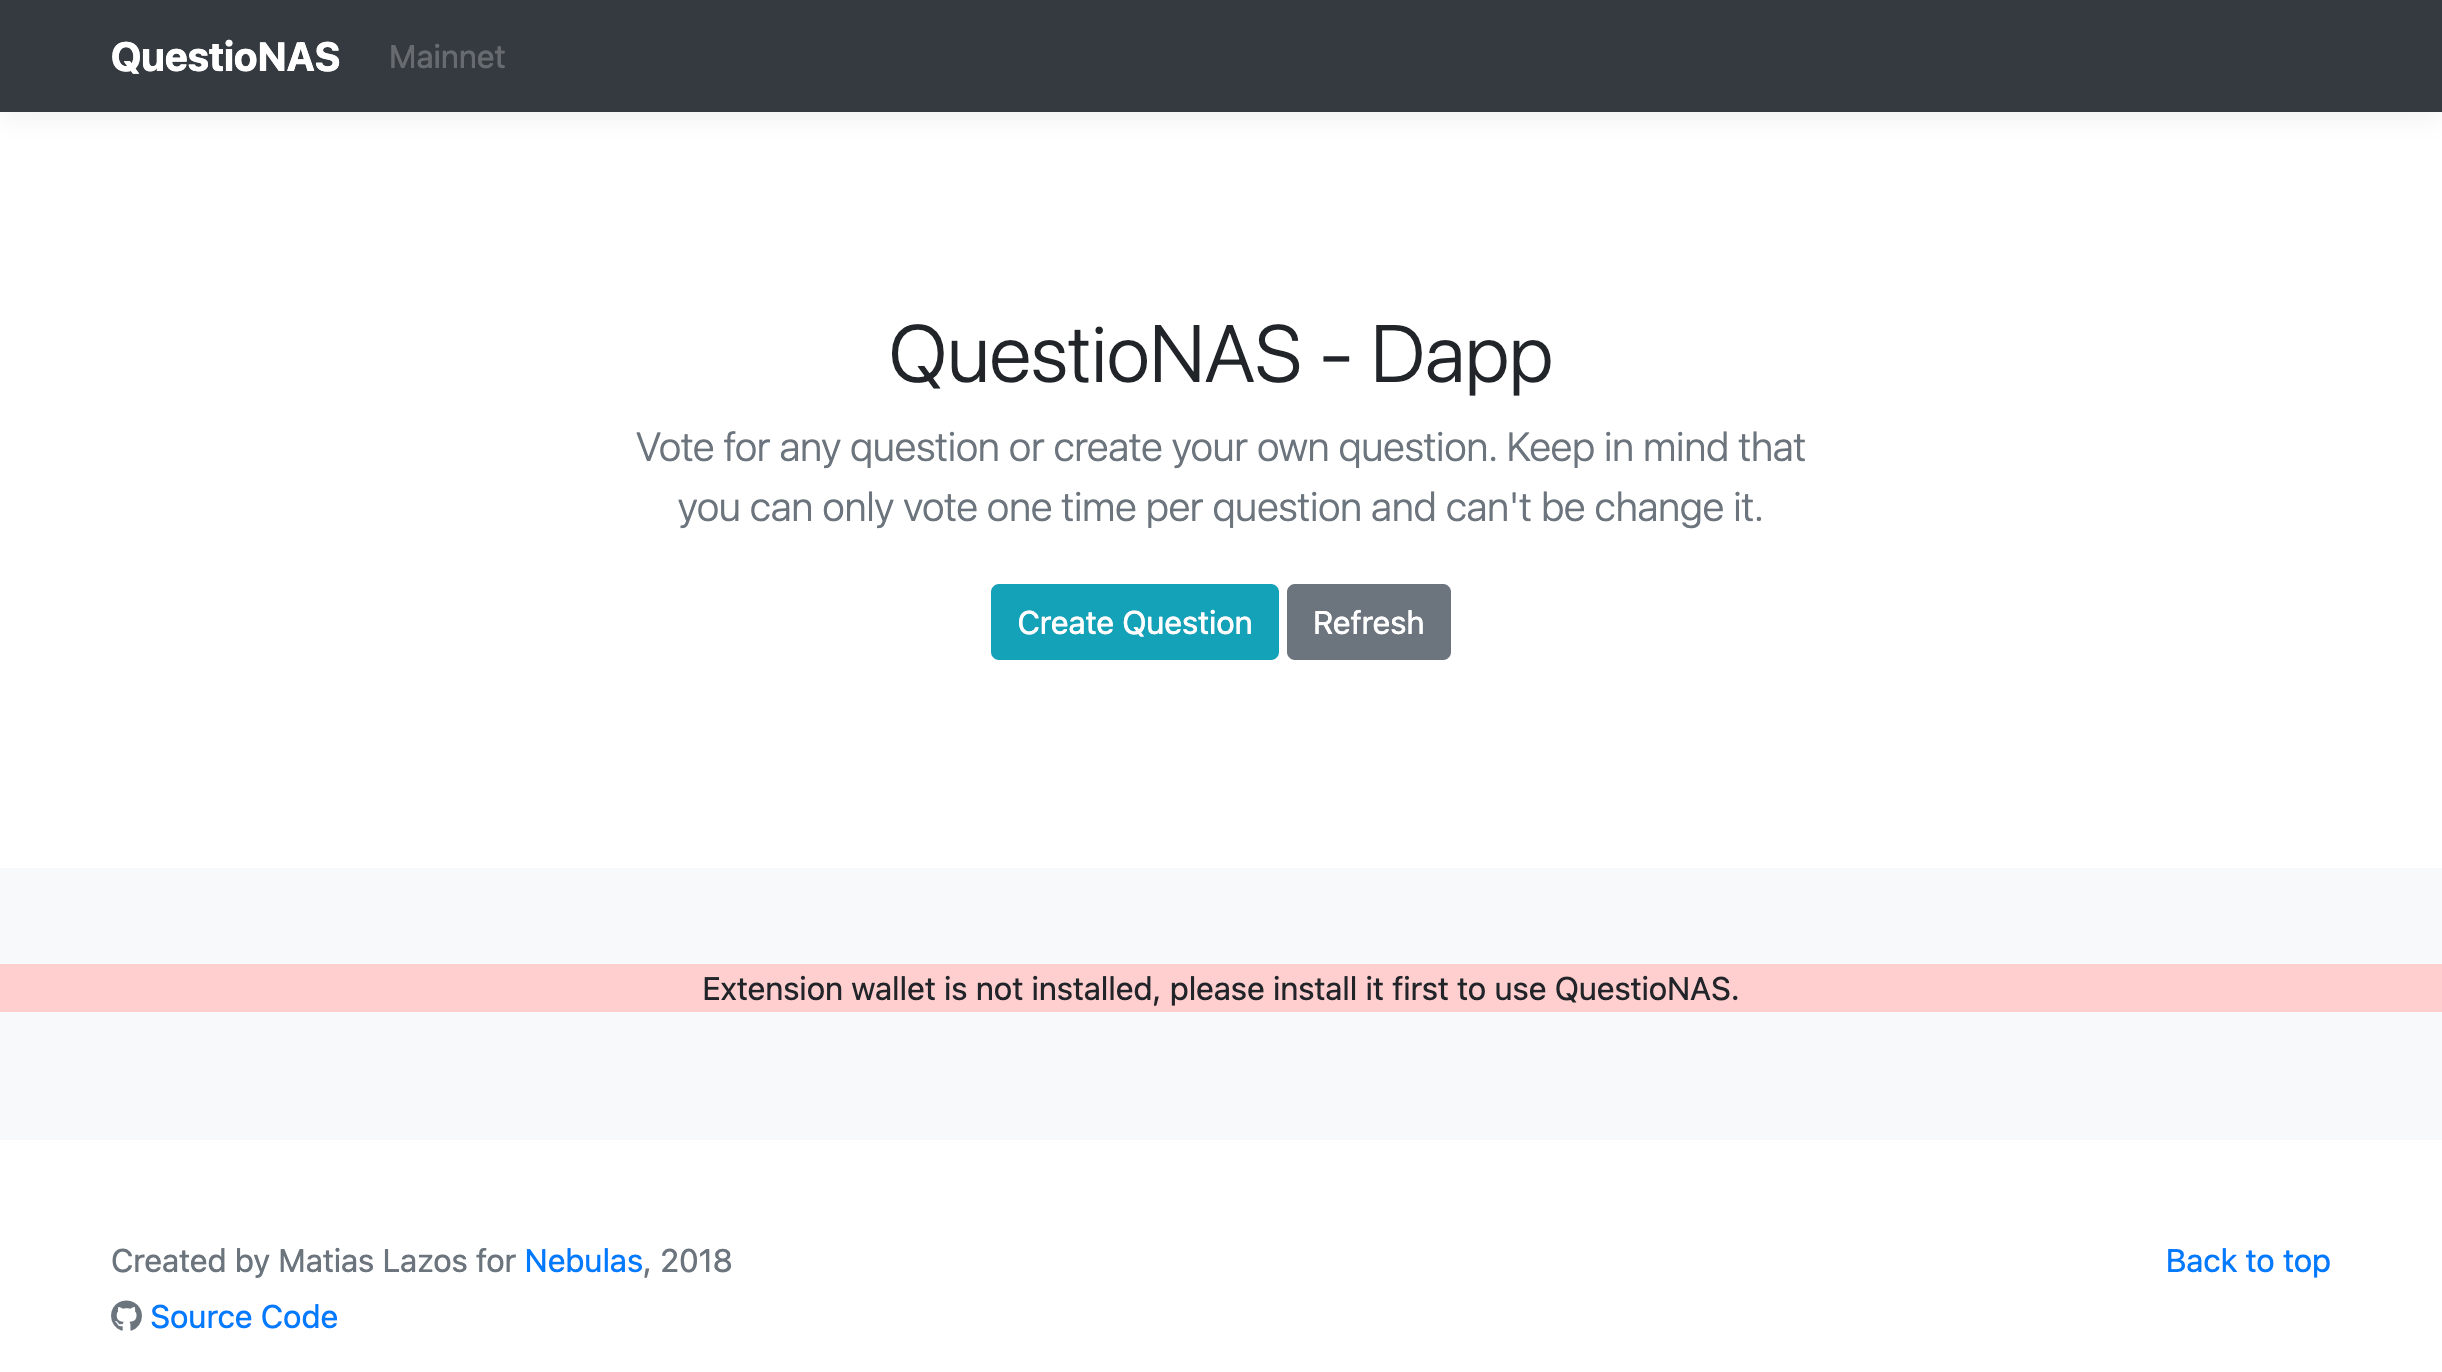 QuestioNAS Mainnet
QuestioNAS - Dapp
Vote for any question or create your own question. Keep in mind that
you can only vote one time per question and can't be change it.
Create Question Refresh
Extension wallet is not installed, please install it first to use QuestioNAS.
Created by Matias Lazos for Nebulas, 2018
Back to top
Source Code